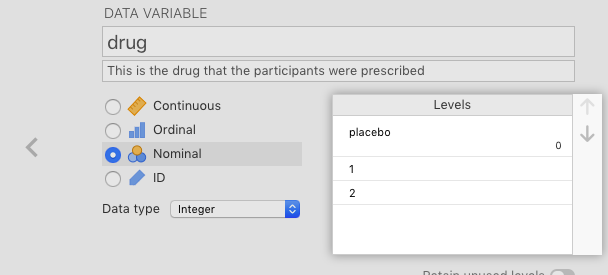 DATA VARIABLE
drug
This is the drug that the participants were prescribed
Continuous
Ordinal
Nominal
ID
Data type Integer
Levels
placebo
0
1
2
Retain unused levels